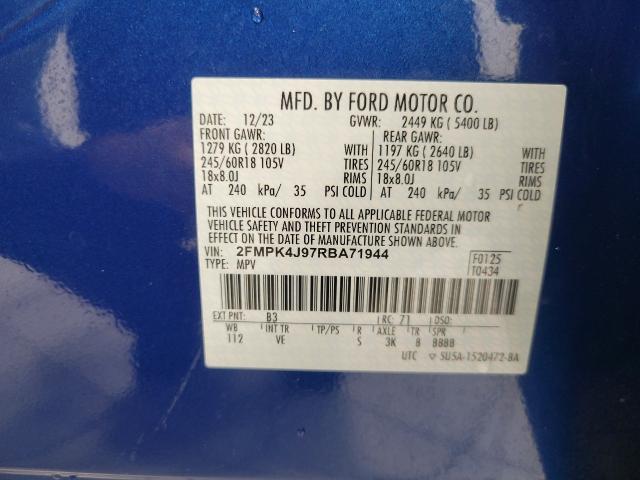 MFD. BY FORD MOTOR CO.
DATE: 12/23 GVWR: 2449 KG ( 5400 LB)
FRONT GAWR: REAR GAWR:
1279 KG ( 2820 LB) WITH 1197 KG ( 2640 LB) WITH
245/60R18 105V TIRES 245/60R18 105V TIRES
18x8.0J RIMS 18x8.0J RIMS
AT 240 kPa/ 35 PSI COLD AT 240 kPa/ 35 PSI COLD
THIS VEHICLE CONFORMS TO ALL APPLICABLE FEDERAL MOTOR
VEHICLE SAFETY AND THEFT PREVENTION STANDARDS IN
EFFECT ON THE DATE OF MANUFACTURE SHOWN ABOVE.
VIN: 2FMPK4J97RBA71944 F0125
TYPE: MPV T0434
EXT PNT: B3 RC: 71 DSO:
WB INT TR TP/PS R AXLE TR SPR
112 VE S 3K 8 BBBB
UTC ▽ SU5A-1520472-BA